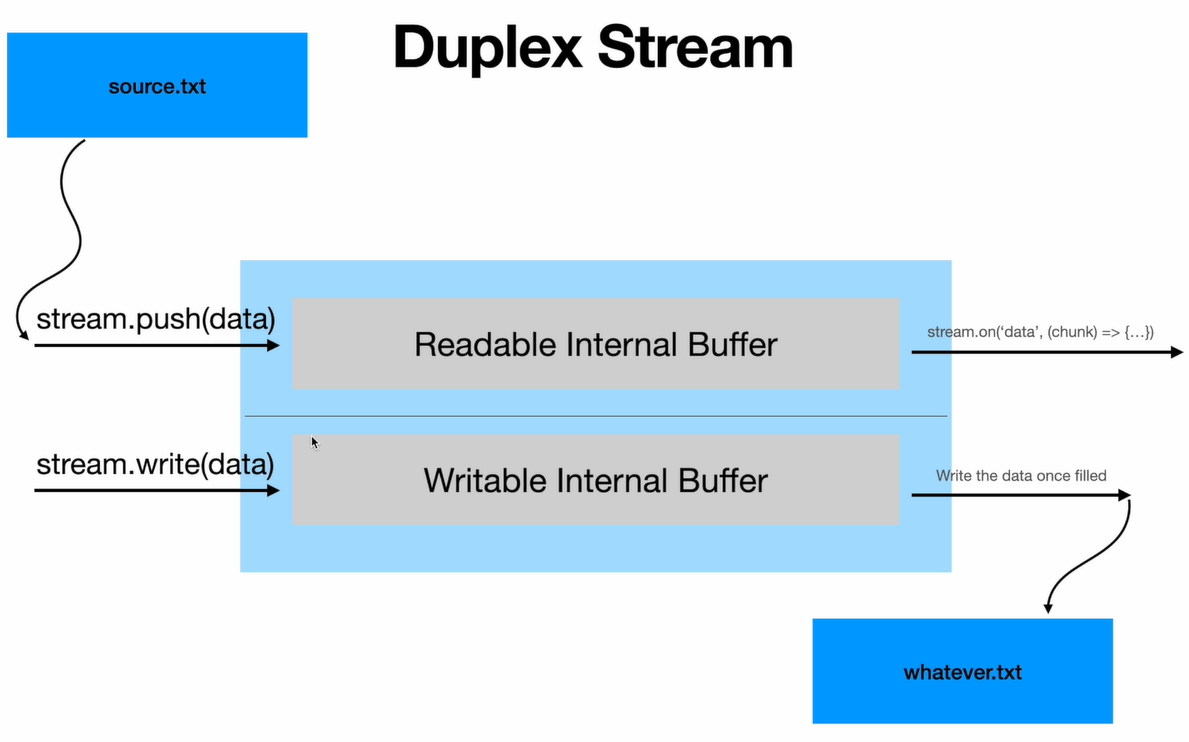 Duplex Stream
source.txt
stream.push(data)
Readable Internal Buffer
stream.on(‘data’, (chunk) => {…})
stream.write(data)
Writable Internal Buffer
Write the data once filled
whatever.txt